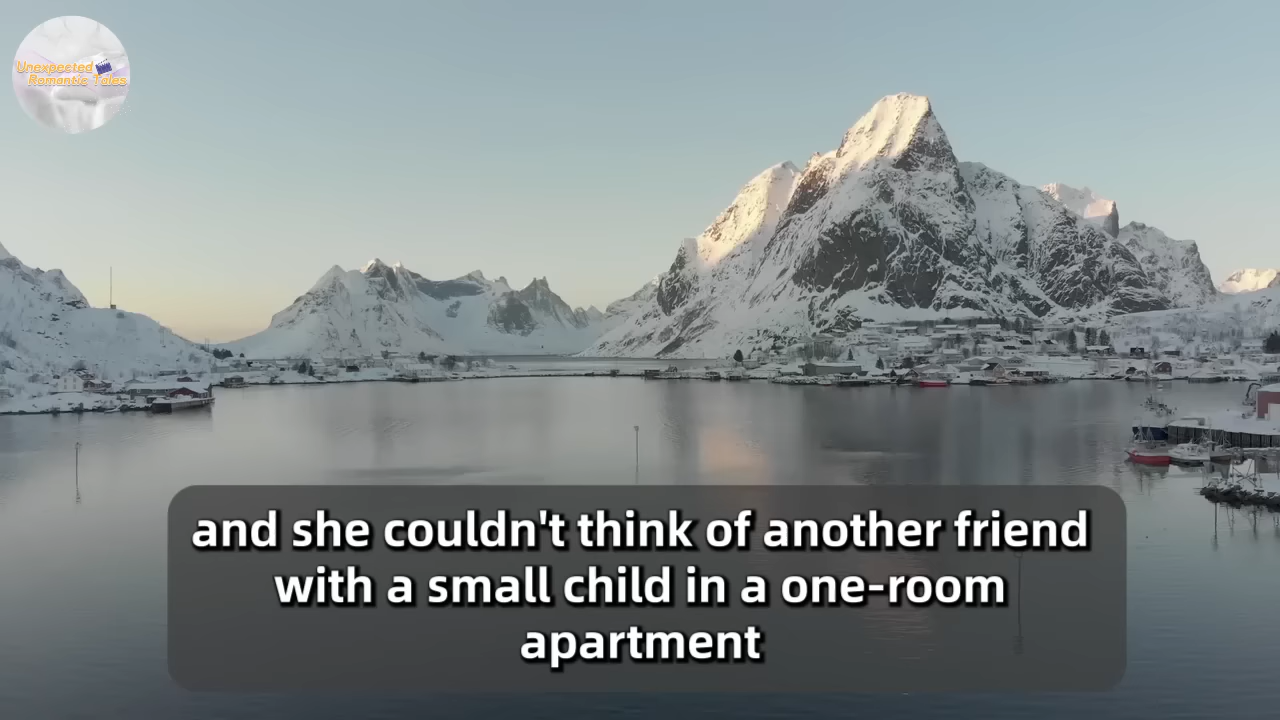 Unexpected
Romantic Tales
and she couldn't think of another friend
with a small child in a one-room
apartment